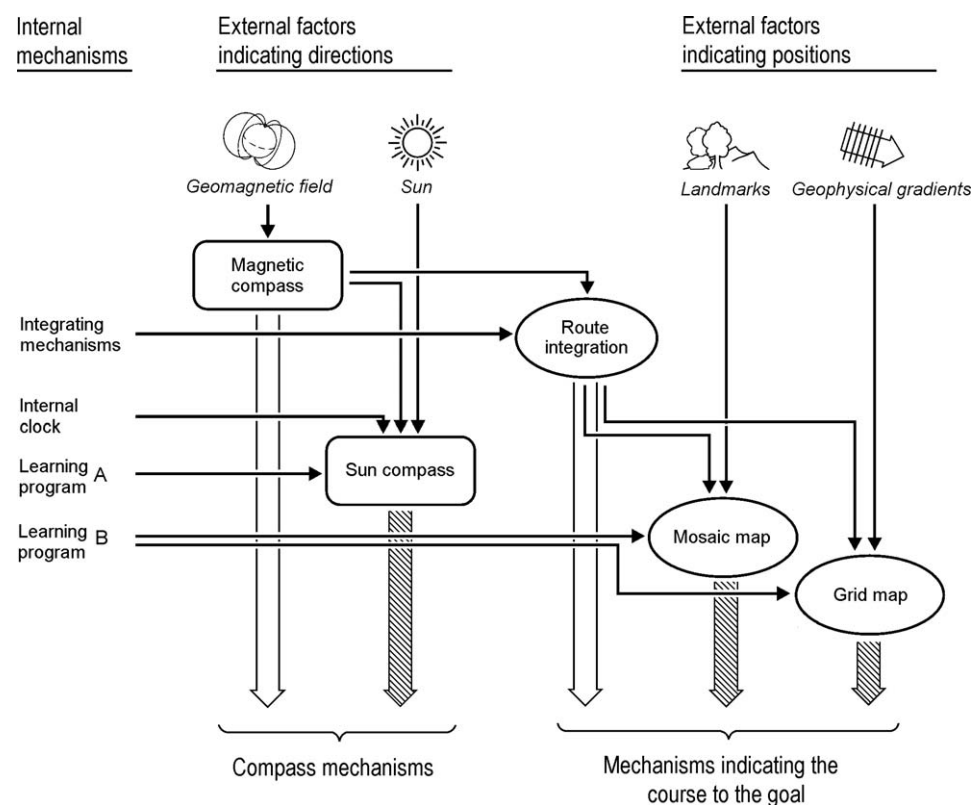 Internal
mechanisms
External factors
indicating directions
External factors
indicating positions
Geomagnetic field
Sun
Landmarks
Geophysical gradients
Magnetic
compass
Integrating
mechanisms
Route
integration
Internal
clock
Learning
program A
Sun compass
Learning
program B
Mosaic map
Grid map
Compass mechanisms
Mechanisms indicating the
course to the goal